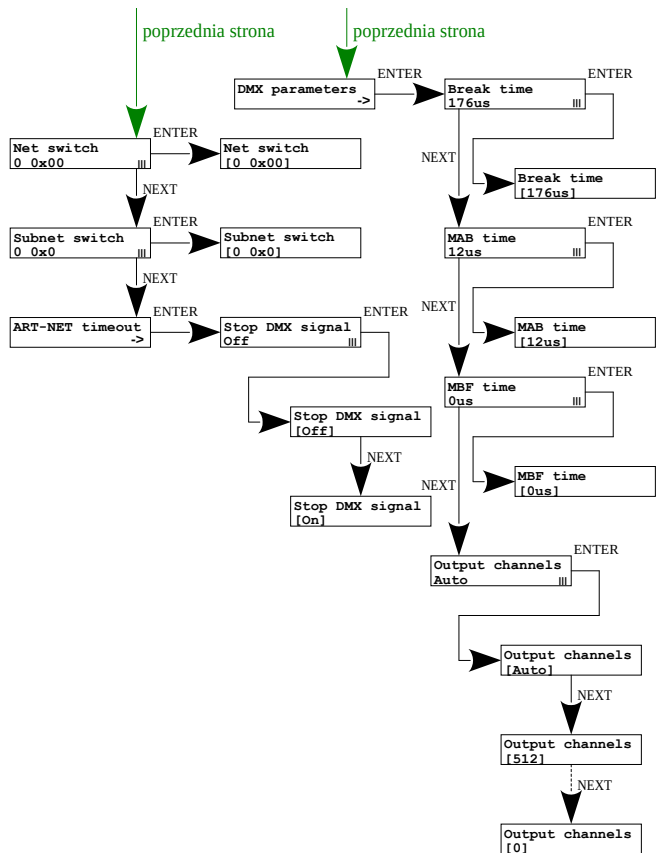 poprzednia strona
poprzednia strona
DMX parameters
->
ENTER
Break time
176us
ENTER
NEXT
Break time
[176us]
Net switch
0 0x00
ENTER
Net switch
[0 0x00]
NEXT
Subnet switch
0 0x0
ENTER
Subnet switch
[0 0x0]
NEXT
ART-NET timeout
->
ENTER
Stop DMX signal
Off
ENTER
Stop DMX signal
[Off]
NEXT
Stop DMX signal
[On]
MAB time
12us
ENTER
NEXT
MAB time
[12us]
MBF time
0us
ENTER
NEXT
MBF time
[0us]
Output channels
Auto
ENTER
Output channels
[Auto]
NEXT
Output channels
[512]
NEXT
Output channels
[0]